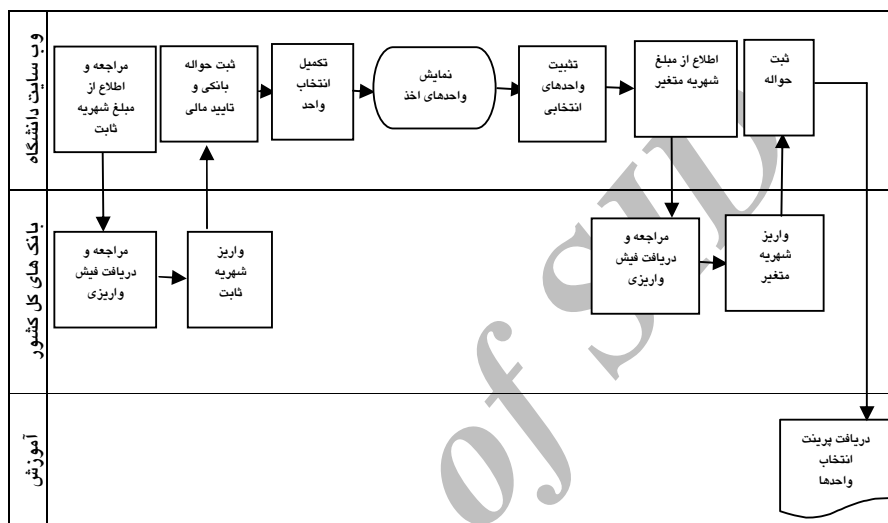 وب سایت دانشگاه
مراجعه و
اطلاع از
مبلغ شهریه
ثابت
ثبت حواله
بانکی و
تایید مالی
تکمیل
انتخاب
واحد
نمایش
واحدهای اخذ
تثبیت
واحدهای
انتخابی
اطلاع از مبلغ
شهریه متغیر
ثبت
حواله
بانک های کل کشور
مراجعه و
دریافت فیش
واریزی
واریز
شهریه
ثابت
مراجعه و
دریافت فیش
واریزی
واریز
شهریه
متغیر
آموزش
دریافت پرینت
انتخاب
واحدها
of SID